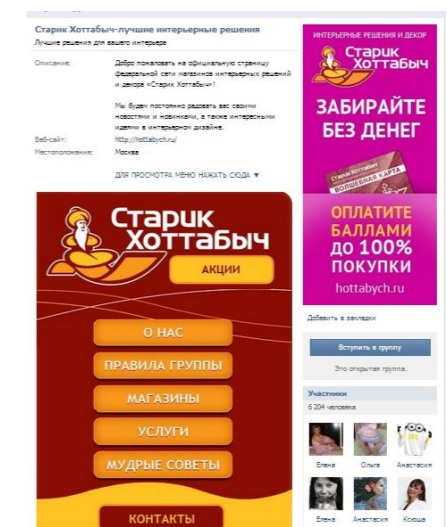 Старик Хоттабыч-лучшие интерьерные решения
Лучшие решения для вашего интерьера
Описание:
Добро пожаловать на официальную страницу
федеральной сети магазинов интерьерных решений
и декора «Старик Хоттабыч»!
Мы будем постоянно радовать вас своими
новостями и новинками, а также интересными
идеями в интерьерном дизайне.
Веб-сайт:
http://hottabych.ru/
Местоположение:
Москва
ДЛЯ ПРОСМОТРА МЕНЮ НАЖАТЬ СЮДА ▼
Старик
Хоттабыч
АКЦИИ
О НАС
ПРАВИЛА ГРУППЫ
МАГАЗИНЫ
УСЛУГИ
МУДРЫЕ СОВЕТЫ
КОНТАКТЫ
ИНТЕРЬЕРНЫЕ РЕШЕНИЯ И ДЕКОР
Старик
Хоттабыч
ЗАБИРАЙТЕ
БЕЗ ДЕНЕГ
Старик Хоттабыч
ВОЛШЕБНАЯ КАРТА
ОПЛАТИТЕ
БАЛЛАМИ
ДО 100%
ПОКУПКИ
hottabych.ru
Добавить в закладки
Вступить в группу
Это открытая группа.
Участники
6 204 человека
Елена
Ольга
Анастасия
Елена
Анастасия
Ксюша